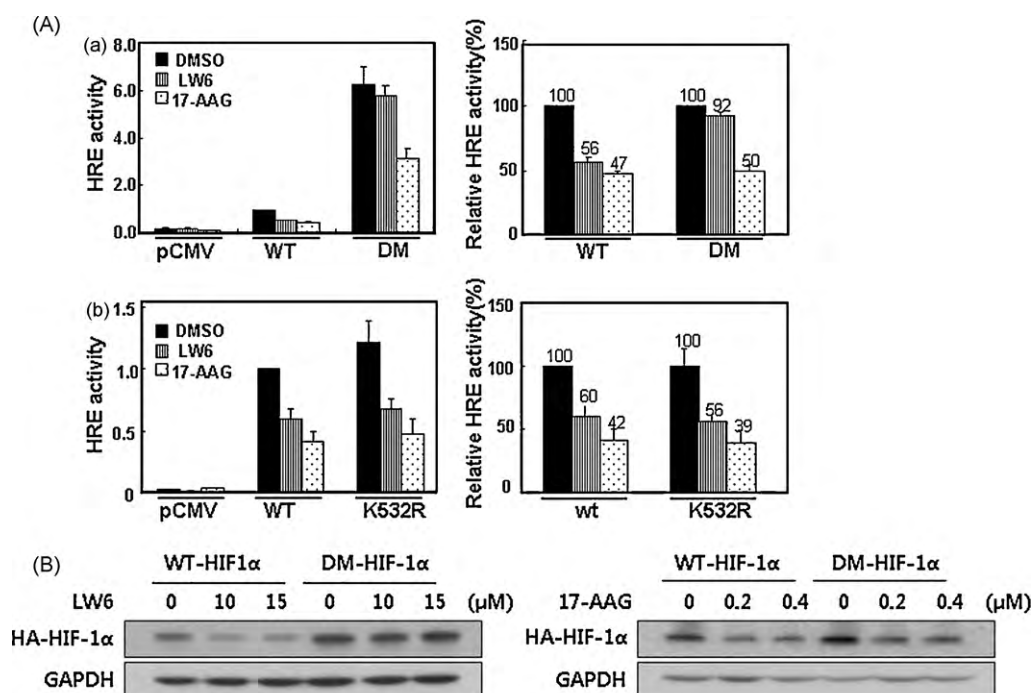 (A)
(a)
HRE activity
8.0
6.0
4.0
2.0
0.0
DMSO
LW6
17-AAG
pCMV WT DM
Relative HRE activity(%)
150
100
50
0
100 56 47 100 92 50
WT DM
(b)
HRE activity
1.5
1.0
0.5
0
DMSO
LW6
17-AAG
pCMV WT K532R
Relative HRE activity(%)
150
100
50
0
100 60 42 100 56 39
wt K532R
(B)
WT-HIF1α DM-HIF-1α
LW6 0 10 15 0 10 15 (μM)
HA-HIF-1α
GAPDH
WT-HIF-1α DM-HIF-1α
17-AAG 0 0.2 0.4 0 0.2 0.4 (μM)
HA-HIF-1α
GAPDH